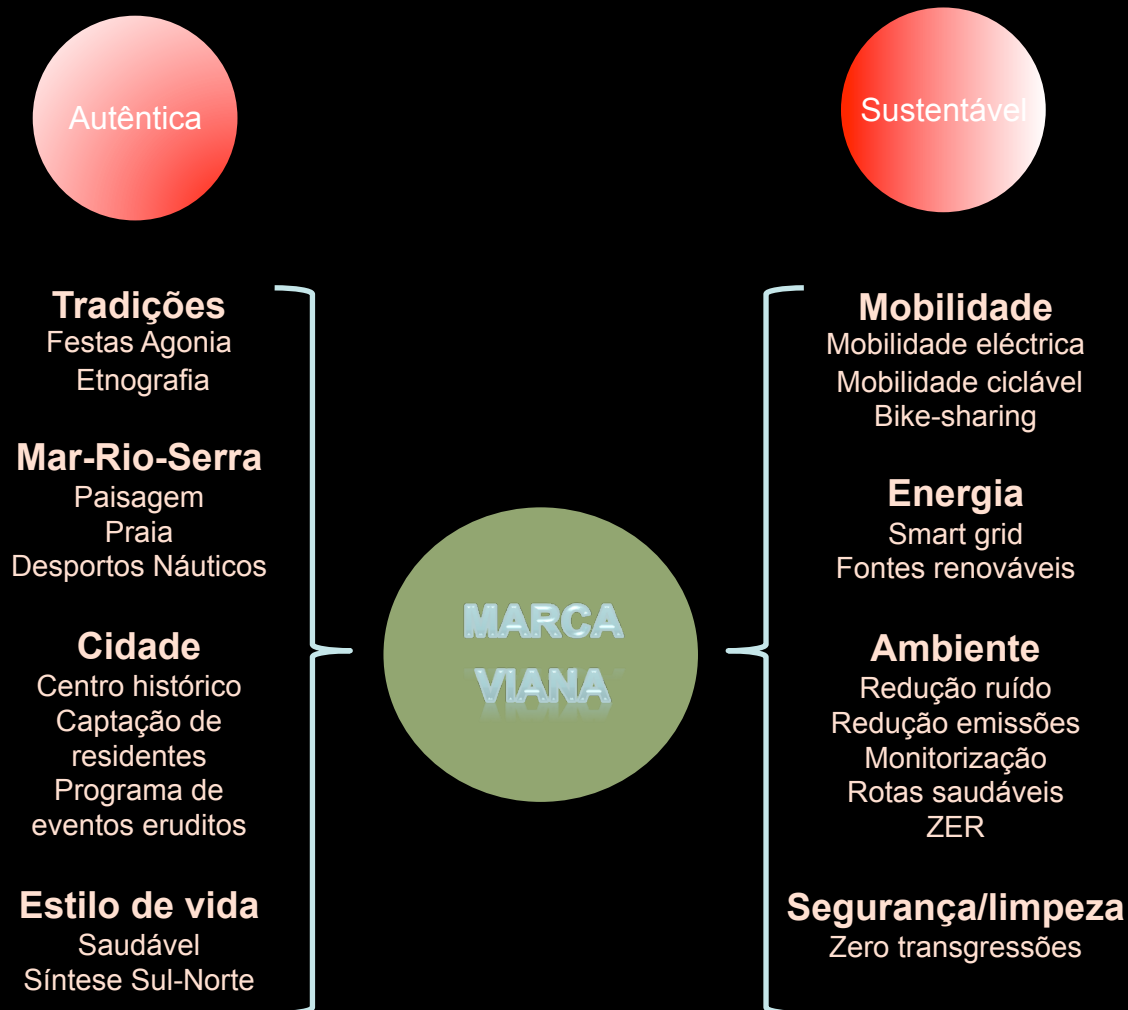 Autêntica
Tradições
Festas Agonia
Etnografia
Mar-Rio-Serra
Paisagem
Praia
Desportos Náuticos
Cidade
Centro histórico
Captação de
residentes
Programa de
eventos eruditos
Estilo de vida
Saudável
Síntese Sul-Norte
MARCA
VIANA
Sustentável
Mobilidade
Mobilidade eléctrica
Mobilidade ciclável
Bike-sharing
Energia
Smart grid
Fontes renováveis
Ambiente
Redução ruído
Redução emissões
Monitorização
Rotas saudáveis
ZER
Segurança/limpeza
Zero transgressões